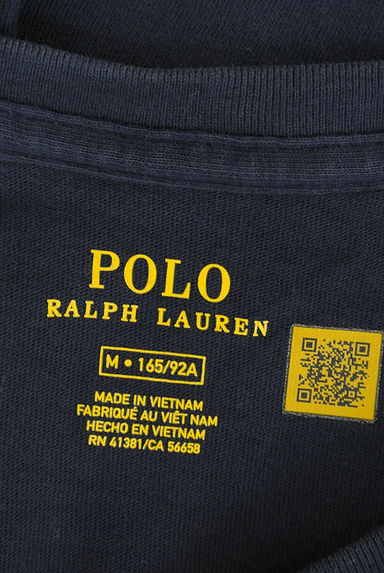 POLO
RALPH LAUREN
M • 165/92A
MADE IN VIETNAM
FABRIQUÉ AU VIÊT NAM
HECHO EN VIETNAM
RN 41381/CA 56658